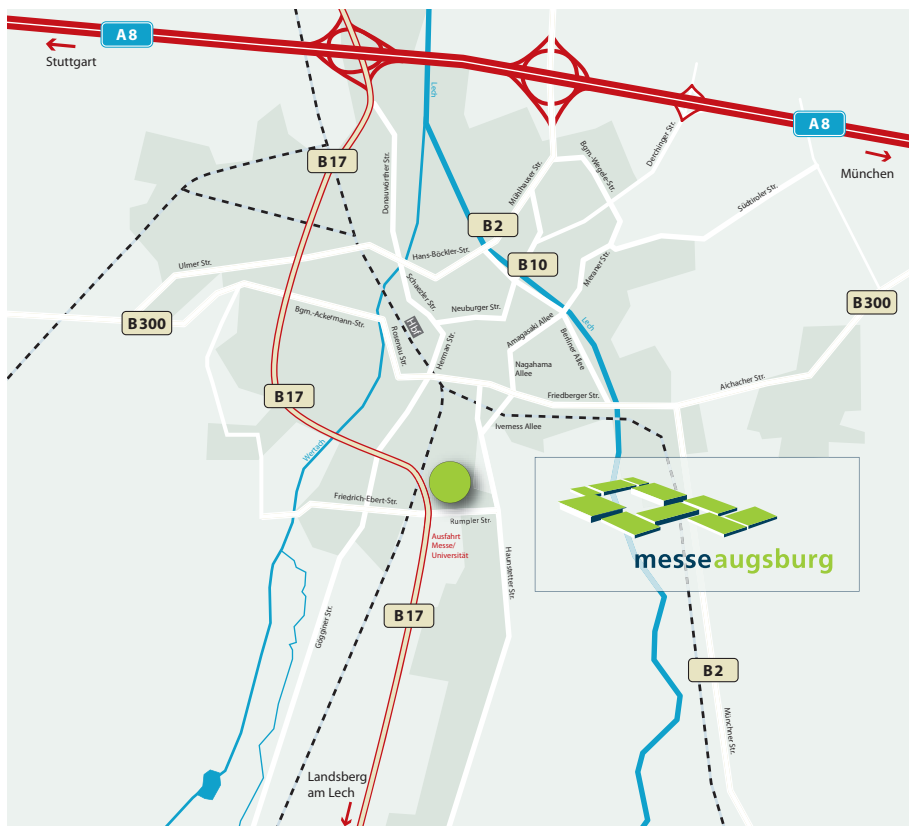 A8
Stuttgart
A8
München
Lech
B17
Donauwörther Str.
Mühlhauser Str.
Bgm.-Wegele-Str.
Derchinger Str.
Südtiroler Str.
B2
Hans-Böckler-Str.
Ulmer Str.
B10
Meraner Str.
Schaezler Str.
B300
B300
Bgm.-Ackermann-Str.
Neuburger Str.
Hbf
Rosenau Str.
Herman Str.
Amagasaki Allee
Berliner Allee
Lech
Nagahama
Allee
B17
Friedberger Str.
Aichacher Str.
Iverness Allee
Wertach
Friedrich-Ebert-Str.
Rumpler Str.
Ausfahrt
Messe/
Universität
Haunstetter Str.
messeaugsburg
Gögginer Str.
B17
B2
Münchner Str.
Landsberg
am Lech